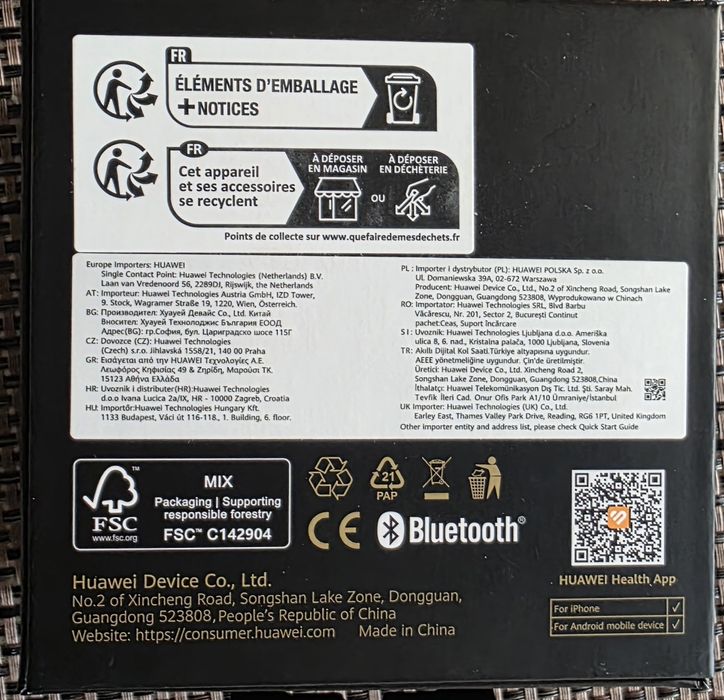 FR
ÉLÉMENTS D'EMBALLAGE
+NOTICES
FR
Cet appareil
et ses accessoires
se recyclent
À DÉPOSER
EN MAGASIN
OU
À DÉPOSER
EN DÉCHÈTERIE
Points de collecte sur www.quefairedemesdechets.fr
Europe Importers: HUAWEI
Single Contact Point: Huawei Technologies (Netherlands) B.V.
Laan van Vredenoord 56, 2289DJ, Rijswijk, the Netherlands
AT: Importeur: Huawei Technologies Austria GmbH, IZD Tower,
9. Stock, Wagramer Straße 19, 1220, Wien, Österreich.
BG: Производител: Хуауей Девайс Со., Ltd. Китай
Вносител: Хуауей Технолоджис България ЕООД
Адрес(BG): гр.София, бул. Цариградско шосе 115Г
CZ: Dovozce (CZ): Huawei Technologies
(Czech) s.r.o. Jihlavská 1558/21, 140 00 Praha
GR: Εισάγεται από την HUAWEI Τεχνολογίες Α.Ε.
Λεωφόρος Κηφισίας 49 & Ζηρίδη, Μαρούσι ΤΚ.
15123 Αθήνα Ελλάδα
HR: Uvoznik i distributer(HR):Huawei Technologies
d.o.o Ivana Lucica 2a/IX, HR - 10000 Zagreb, Croatia
HU: Importőr:Huawei Technologies Hungary Kft.
1133 Budapest, Váci út 116-118., 1. Building, 6. floor.
PL: Importer i dystrybutor (PL): HUAWEI POLSKA Sp. z o.o.
Ul. Domaniewska 39A, 02-672 Warszawa
Producent: Huawei Device Co., Ltd., No.2 of Xincheng Road, Songshan Lake
Zone, Dongguan, Guangdong 523808, Wyprodukowano w Chinach
RO: Importator: Huawei Technologies SRL, Blvd Barbu
Văcărescu, Nr. 201, Sector 2, București Continut
pachet:Ceas, Suport încărcare
SI: Uvoznik: Huawei Technologies Ljubljana d.o.o. Ameriška
ulica 8, 6. nad., Kristalna palača, 1000 Ljubljana, Slovenia
TR: Akıllı Dijital Kol Saati.Türkiye altyapısına uygundur.
AEEE yönetmeliğine uygundur. Çin'de üretilmiştir.
Üretici: Huawei Device Co., Ltd. Xincheng Road 2,
Songshan Lake Zone, Dongguan, Guangdong 523808,China
İthalatçı: Huawei Telekomünikasyon Dış Tic. Ltd. Şti. Saray Mah.
Tevfik İleri Cad. Onur Ofis Park A1/10 Ümraniye/İstanbul
UK Importer: Huawei Technologies (UK) Co., Ltd.
Earley East, Thames Valley Park Drive, Reading, RG6 1PT, United Kingdom
Other importer entity and address list, please check Quick Start Guide
FSC™
www.fsc.org
MIX
Packaging | Supporting
responsible forestry
FSC™ C142904
21
PAP
CE
Bluetooth®
HUAWEI Health App
For iPhone ✓
For Android mobile device ✓
Huawei Device Co., Ltd.
No.2 of Xincheng Road, Songshan Lake Zone, Dongguan,
Guangdong 523808,People's Republic of China
Website: https://consumer.huawei.com Made in China